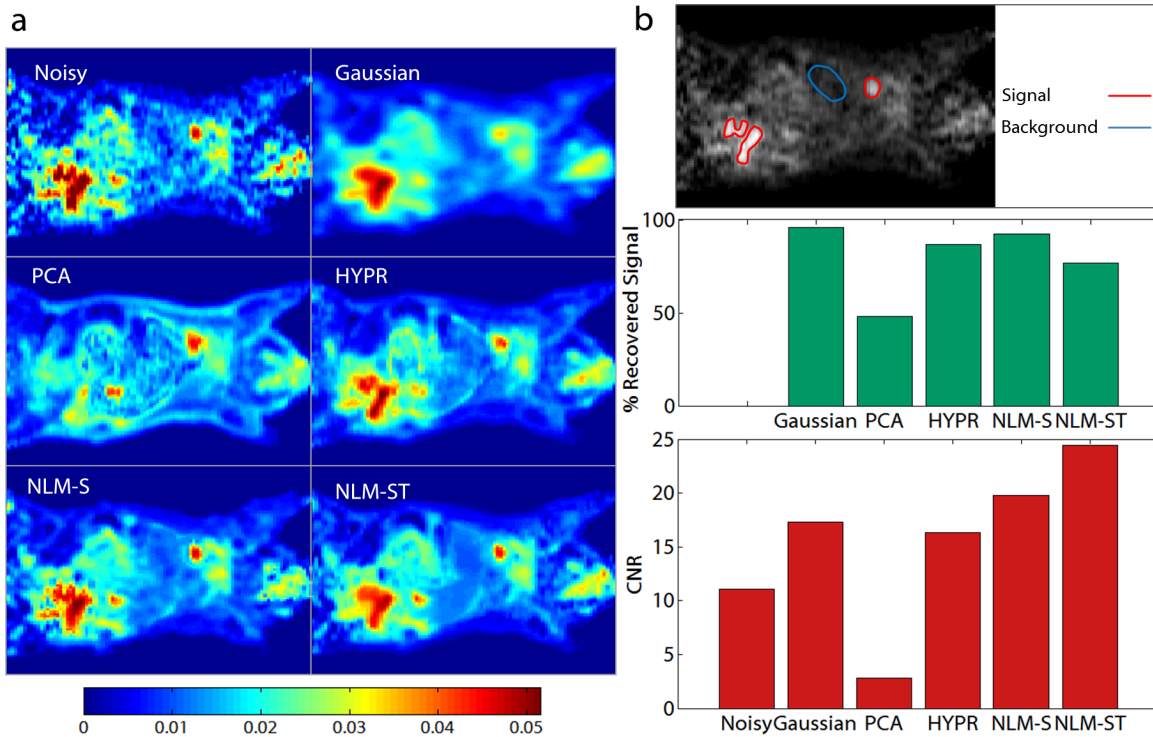 a
Noisy
Gaussian
PCA
HYPR
NLM-S
NLM-ST
0 0.01 0.02 0.03 0.04 0.05
b
Signal
Background
% Recovered Signal
100
50
0
Gaussian PCA HYPR NLM-S NLM-ST
CNR
25
20
15
10
5
0
Noisy Gaussian PCA HYPR NLM-S NLM-ST